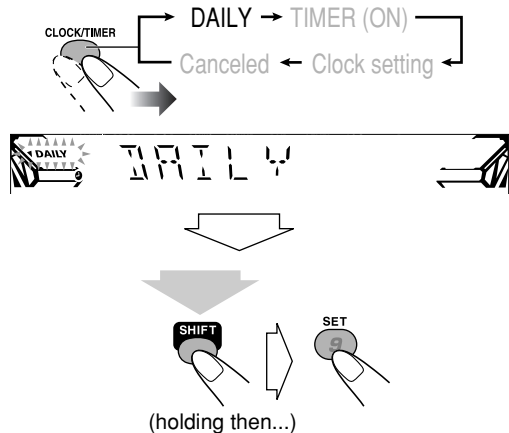 DAILY → TIMER (ON)
CLOCK/TIMER
Canceled ← Clock setting
DAILY DAILY
SHIFT SET
9
(holding then...)